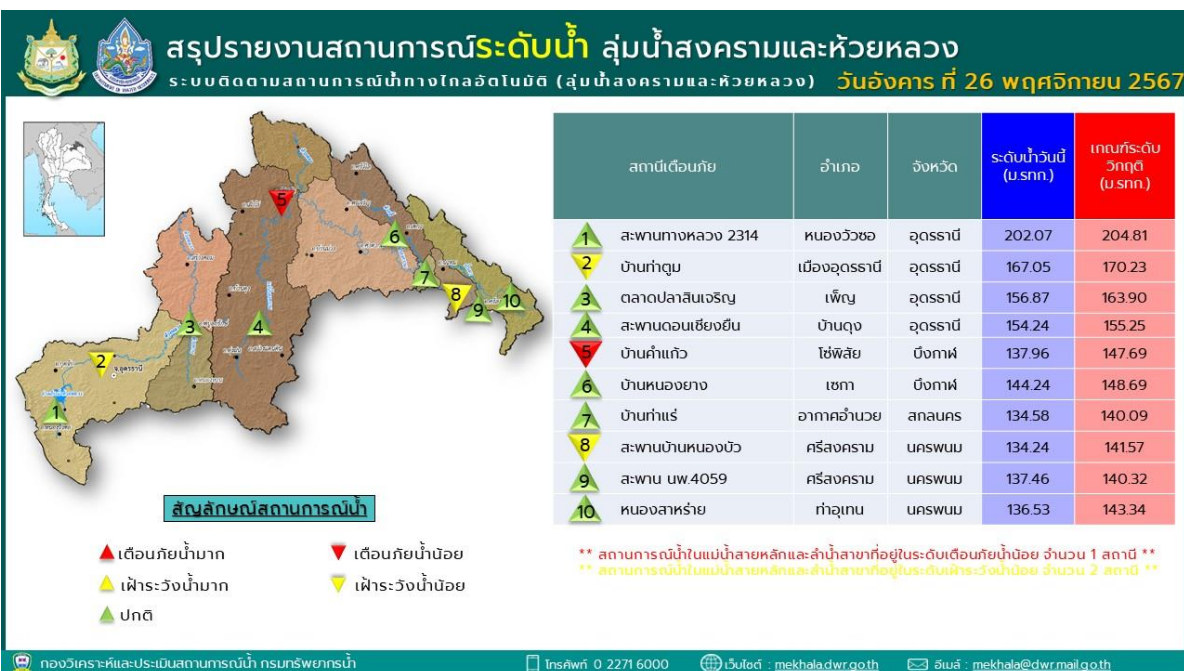 สรุปรายงานสถานการณ์ระดับน้ำ ลุ่มน้ำสงครามและห้วยหลวง
ระบบติดตามสถานการณ์น้ำทางไกลอัตโนมัติ (ลุ่มน้ำสงครามและห้วยหลวง) วันอังคาร ที่ 26 พฤศจิกายน 2567
สถานีเตือนภัย อำเภอ จังหวัด ระดับน้ำวันนี้ (ม.รทก.) เกณฑ์ระดับวิกฤติ (ม.รทก.)
1 สะพานทางหลวง 2314 หนองวัวซอ อุดรธานี 202.07 204.81
2 บ้านท่าตูม เมืองอุดรธานี อุดรธานี 167.05 170.23
3 ตลาดปลาสินเจริญ เพ็ญ อุดรธานี 156.87 163.90
4 สะพานดอนเชียงยืน บ้านดุง อุดรธานี 154.24 155.25
5 บ้านคำแก้ว โซ่พิสัย บึงกาฬ 137.96 147.69
6 บ้านหนองยาง เซกา บึงกาฬ 144.24 148.69
7 บ้านท่าแร่ อากาศอำนวย สกลนคร 134.58 140.09
8 สะพานบ้านหนองบัว ศรีสงคราม นครพนม 134.24 141.57
9 สะพาน นพ.4059 ศรีสงคราม นครพนม 137.46 140.32
10 หนองสาหร่าย ท่าอุเทน นครพนม 136.53 143.34
5
6
7
8
9
10
3
4
2
จ.อุดรธานี
1
สัญลักษณ์สถานการณ์น้ำ
เตือนภัยน้ำมาก เตือนภัยน้ำน้อย
เฝ้าระวังน้ำมาก เฝ้าระวังน้ำน้อย
ปกติ
** สถานการณ์น้ำในแม่น้ำสายหลักและลำน้ำสาขาที่อยู่ในระดับเตือนภัยน้ำน้อย จำนวน 1 สถานี **
** สถานการณ์น้ำในแม่น้ำสายหลักและลำน้ำสาขาที่อยู่ในระดับเฝ้าระวังน้ำน้อย จำนวน 2 สถานี **
กองวิเคราะห์และประเมินสถานการณ์น้ำ กรมทรัพยากรน้ำ โทรศัพท์ 0 2271 6000 เว็บไซต์ : mekhala.dwr.go.th อีเมล์ : mekhala@dwr.mail.go.th